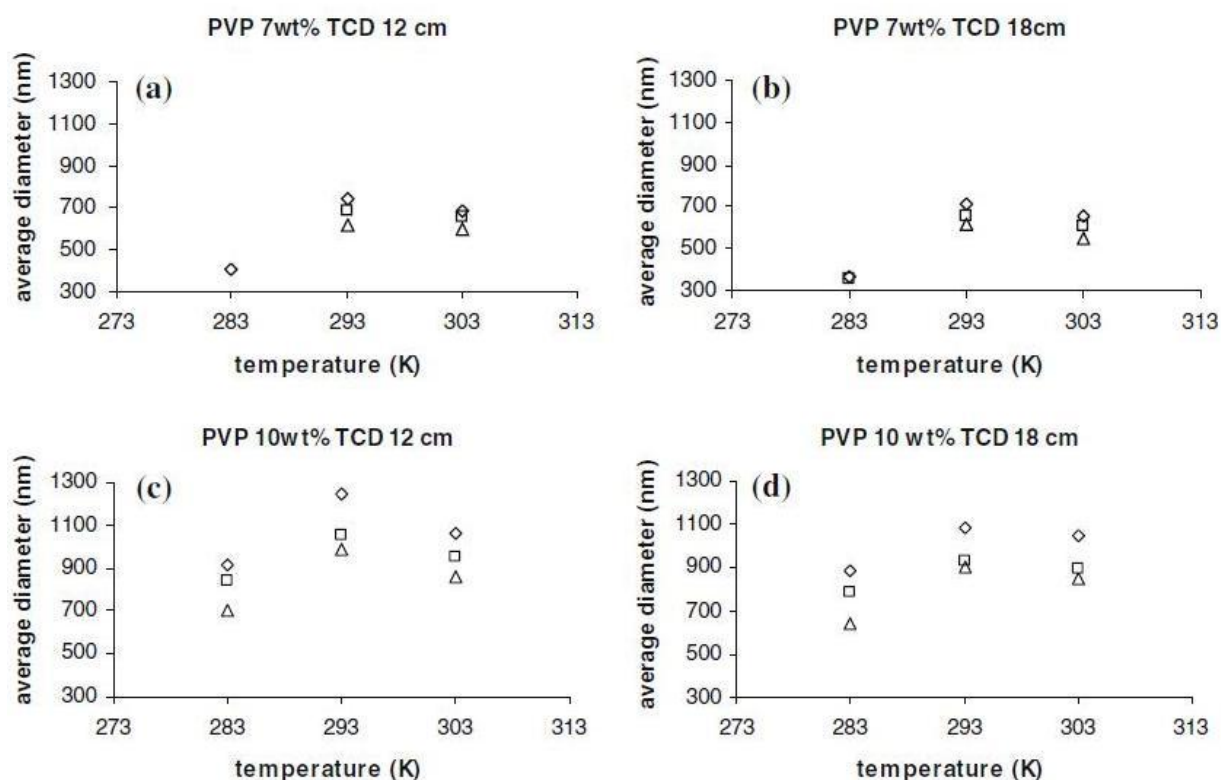 PVP 7wt% TCD 12 cm
(a)
average diameter (nm)
1300
1100
900
700
500
300
273 283 293 303 313
temperature (K)
PVP 7wt% TCD 18cm
(b)
average diameter (nm)
1300
1100
900
700
500
300
273 283 293 303 313
temperature (K)
PVP 10wt% TCD 12 cm
(c)
average diameter (nm)
1300
1100
900
700
500
300
273 283 293 303 313
temperature (K)
PVP 10 wt% TCD 18 cm
(d)
average diameter (nm)
1300
1100
900
700
500
300
273 283 293 303 313
temperature (K)